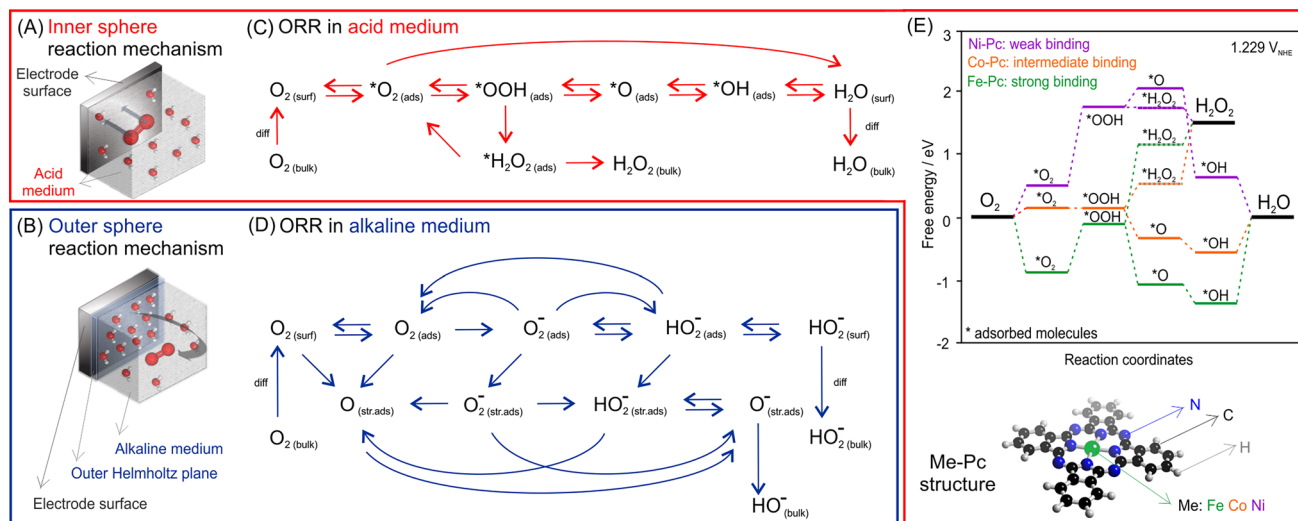 (A) Inner sphere
reaction mechanism
Electrode
surface
Acid
medium
(C) ORR in acid medium
O2 (surf) *O2 (ads) *OOH (ads) *O (ads) *OH (ads) H2O (surf)
diff
diff
O2 (bulk) *H2O2 (ads) H2O2 (bulk) H2O (bulk)
(B) Outer sphere
reaction mechanism
Alkaline medium
Outer Helmholtz plane
Electrode surface
(D) ORR in alkaline medium
O2 (surf) O2 (ads) O2- (ads) HO2- (ads) HO2- (surf)
diff
diff
O (str.ads) O2- (str.ads) HO2- (str.ads) O- (str.ads)
O2 (bulk) HO2- (bulk)
HO- (bulk)
(E)
Ni-Pc: weak binding
Co-Pc: intermediate binding
Fe-Pc: strong binding
1.229 VNHE
3
2
1
0
-1
-2
Free energy / eV
*O
*H2O2
*OOH
H2O2
*H2O2
*O2
*H2O2
*OH
O2
*O2
*OOH
*OOH
H2O
*O
*OH
*O2
*O
*OH
* adsorbed molecules
Reaction coordinates
N
C
H
Me-Pc
structure
Me: Fe Co Ni